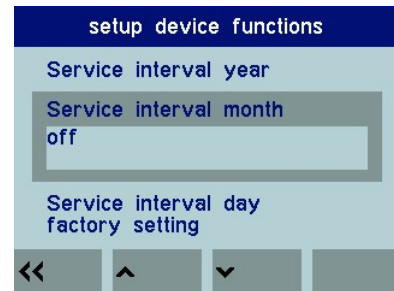 setup device functions
Service interval year
Service interval month
off
Service interval day
factory setting